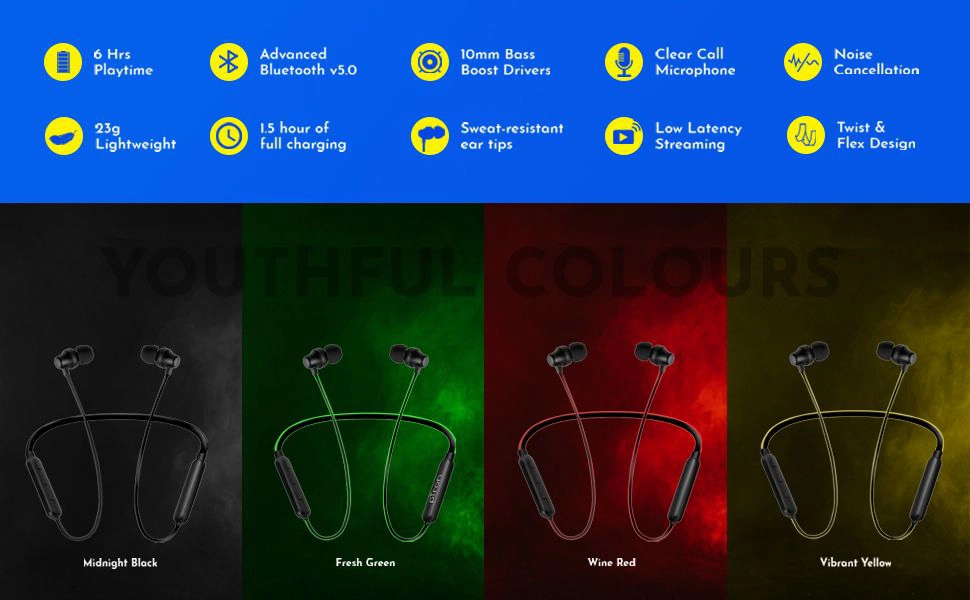 6 Hrs
Playtime
Advanced
Bluetooth v5.0
10mm Bass
Boost Drivers
Clear Call
Microphone
Noise
Cancellation
23g
Lightweight
1.5 hour of
full charging
Sweat-resistant
ear tips
Low Latency
Streaming
Twist &
Flex Design
YOUTHFUL COLOURS
pTron
Midnight Black
Fresh Green
Wine Red
Vibrant Yellow